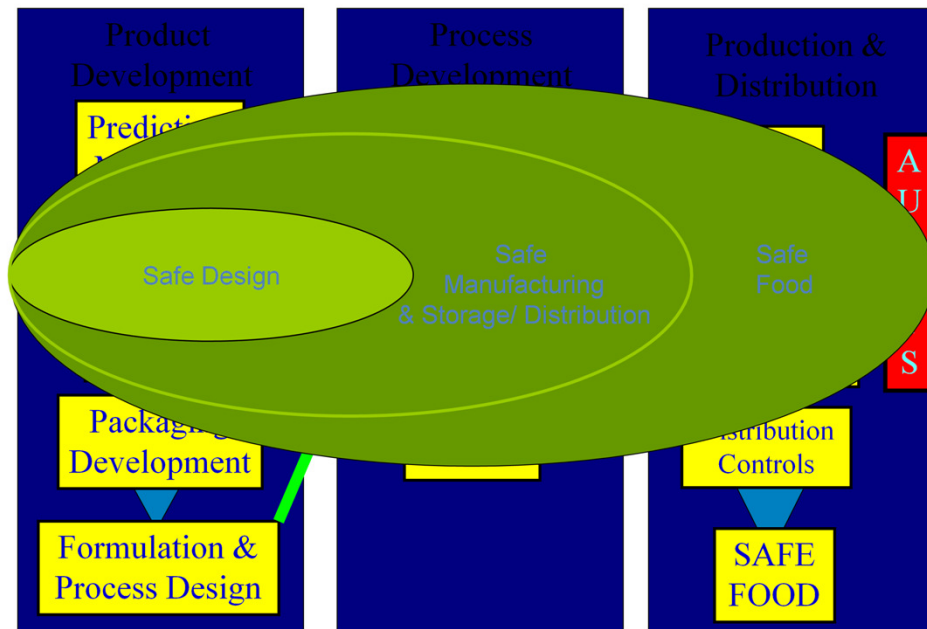 Product
Development
Process
Development
Production &
Distribution
A
U
S
Safe Design
Safe
Manufacturing
& Storage/ Distribution
Safe
Food
Packaging
Development
Formulation &
Process Design
Controls
SAFE
FOOD